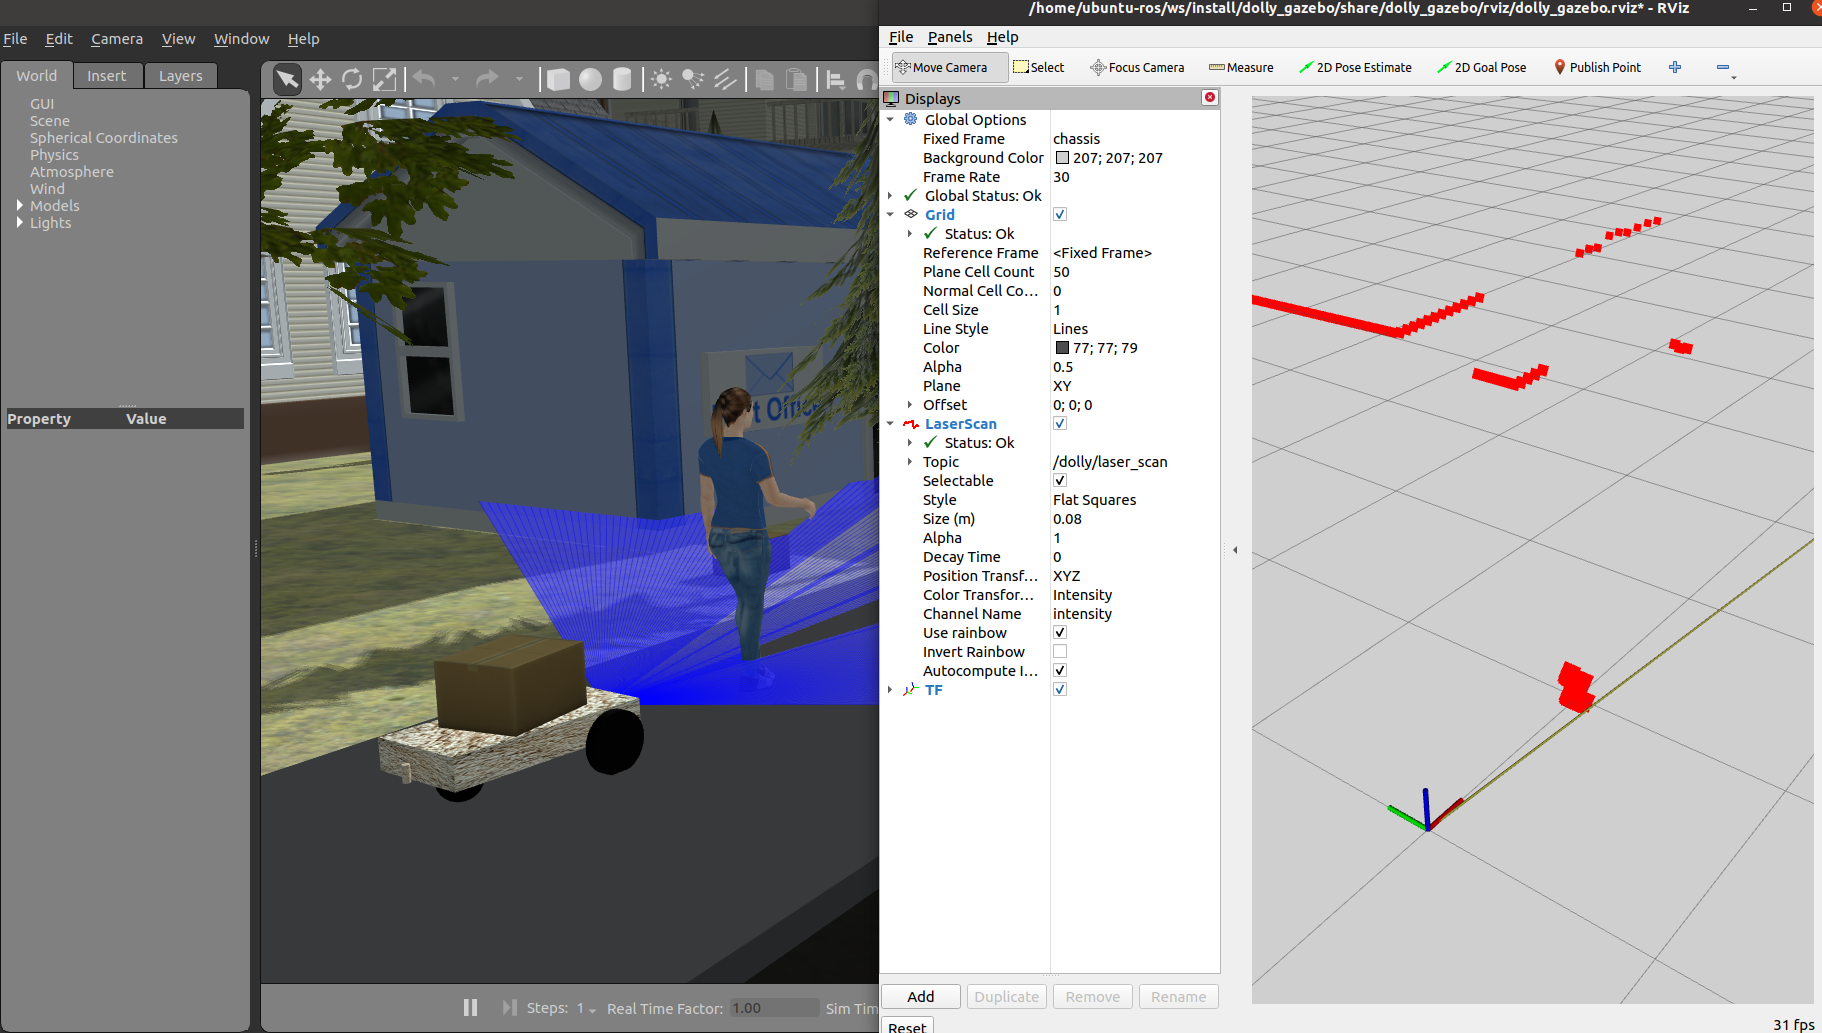 /home/ubuntu-ros/ws/install/dolly_gazebo/share/dolly_gazebo/rviz/dolly_gazebo.rviz* - RViz
File Edit Camera View Window Help
World Insert Layers
GUI
Scene
Spherical Coordinates
Physics
Atmosphere
Wind
Models
Lights
Property Value
t Offic
Steps: 1 Real Time Factor: 1.00 Sim Tim
File Panels Help
Move Camera Select Focus Camera Measure 2D Pose Estimate 2D Goal Pose Publish Point
Displays
Global Options
Fixed Frame chassis
Background Color 207; 207; 207
Frame Rate 30
Global Status: Ok
Grid
Status: Ok
Reference Frame <Fixed Frame>
Plane Cell Count 50
Normal Cell Co... 0
Cell Size 1
Line Style Lines
Color 77; 77; 79
Alpha 0.5
Plane XY
Offset 0; 0; 0
LaserScan
Status: Ok
Topic /dolly/laser_scan
Selectable
Style Flat Squares
Size (m) 0.08
Alpha 1
Decay Time 0
Position Transf... XYZ
Color Transfor... Intensity
Channel Name intensity
Use rainbow
Invert Rainbow
Autocompute I...
TF
Add Duplicate Remove Rename
Reset
31 fps